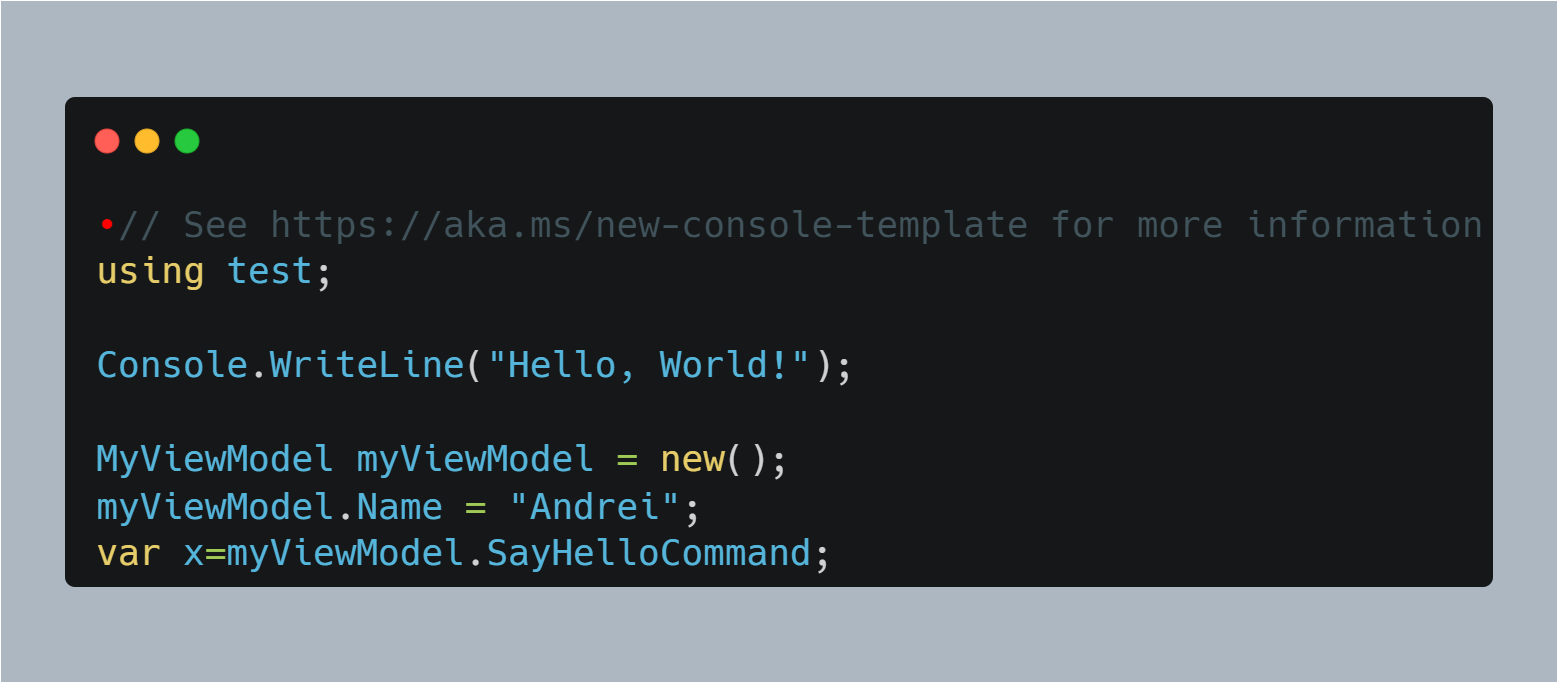 •// See https://aka.ms/new-console-template for more information
using test;
Console.WriteLine("Hello, World!");
MyViewModel myViewModel = new();
myViewModel.Name = "Andrei";
var x=myViewModel.SayHelloCommand;